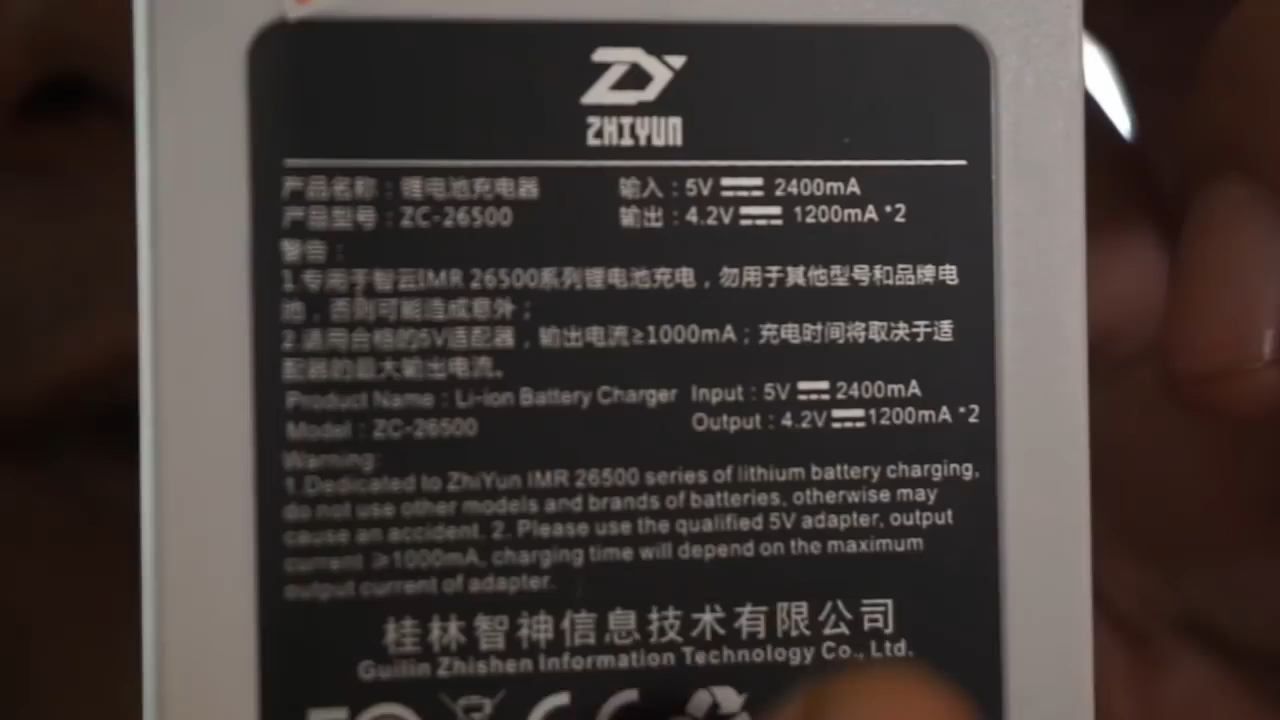 ZHIYUN
产品名称：锂电池充电器 输入：5V 2400mA
产品型号：ZC-26500 输出：4.2V 1200mA *2
警告：
1.专用于智云IMR 26500系列锂电池充电，勿用于其他型号和品牌电
池，否则可能造成意外；
2.适用合格的5V适配器，输出电流≥1000mA；充电时间将取决于适
配器的最大输出电流。
Product Name : Li-ion Battery Charger Input : 5V 2400mA
Model : ZC-26500 Output : 4.2V 1200mA *2
Warning:
1.Dedicated to ZhiYun IMR 26500 series of lithium battery charging,
do not use other models and brands of batteries, otherwise may
cause an accident. 2. Please use the qualified 5V adapter, output
current ≥1000mA, charging time will depend on the maximum
output current of adapter.
桂林智神信息技术有限公司
Guilin Zhishen Information Technology Co., Ltd.